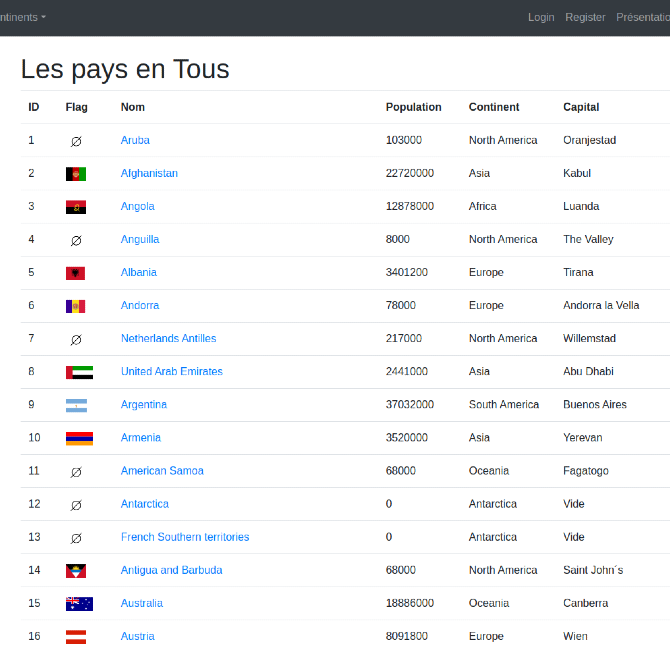 ntinents Login Register Présentatio
Les pays en Tous
ID Flag Nom Population Continent Capital
1 Ø Aruba 103000 North America Oranjestad
2 Afghanistan 22720000 Asia Kabul
3 Angola 12878000 Africa Luanda
4 Ø Anguilla 8000 North America The Valley
5 Albania 3401200 Europe Tirana
6 Andorra 78000 Europe Andorra la Vella
7 Ø Netherlands Antilles 217000 North America Willemstad
8 United Arab Emirates 2441000 Asia Abu Dhabi
9 Argentina 37032000 South America Buenos Aires
10 Armenia 3520000 Asia Yerevan
11 Ø American Samoa 68000 Oceania Fagatogo
12 Ø Antarctica 0 Antarctica Vide
13 Ø French Southern territories 0 Antarctica Vide
14 Antigua and Barbuda 68000 North America Saint John´s
15 Australia 18886000 Oceania Canberra
16 Austria 8091800 Europe Wien